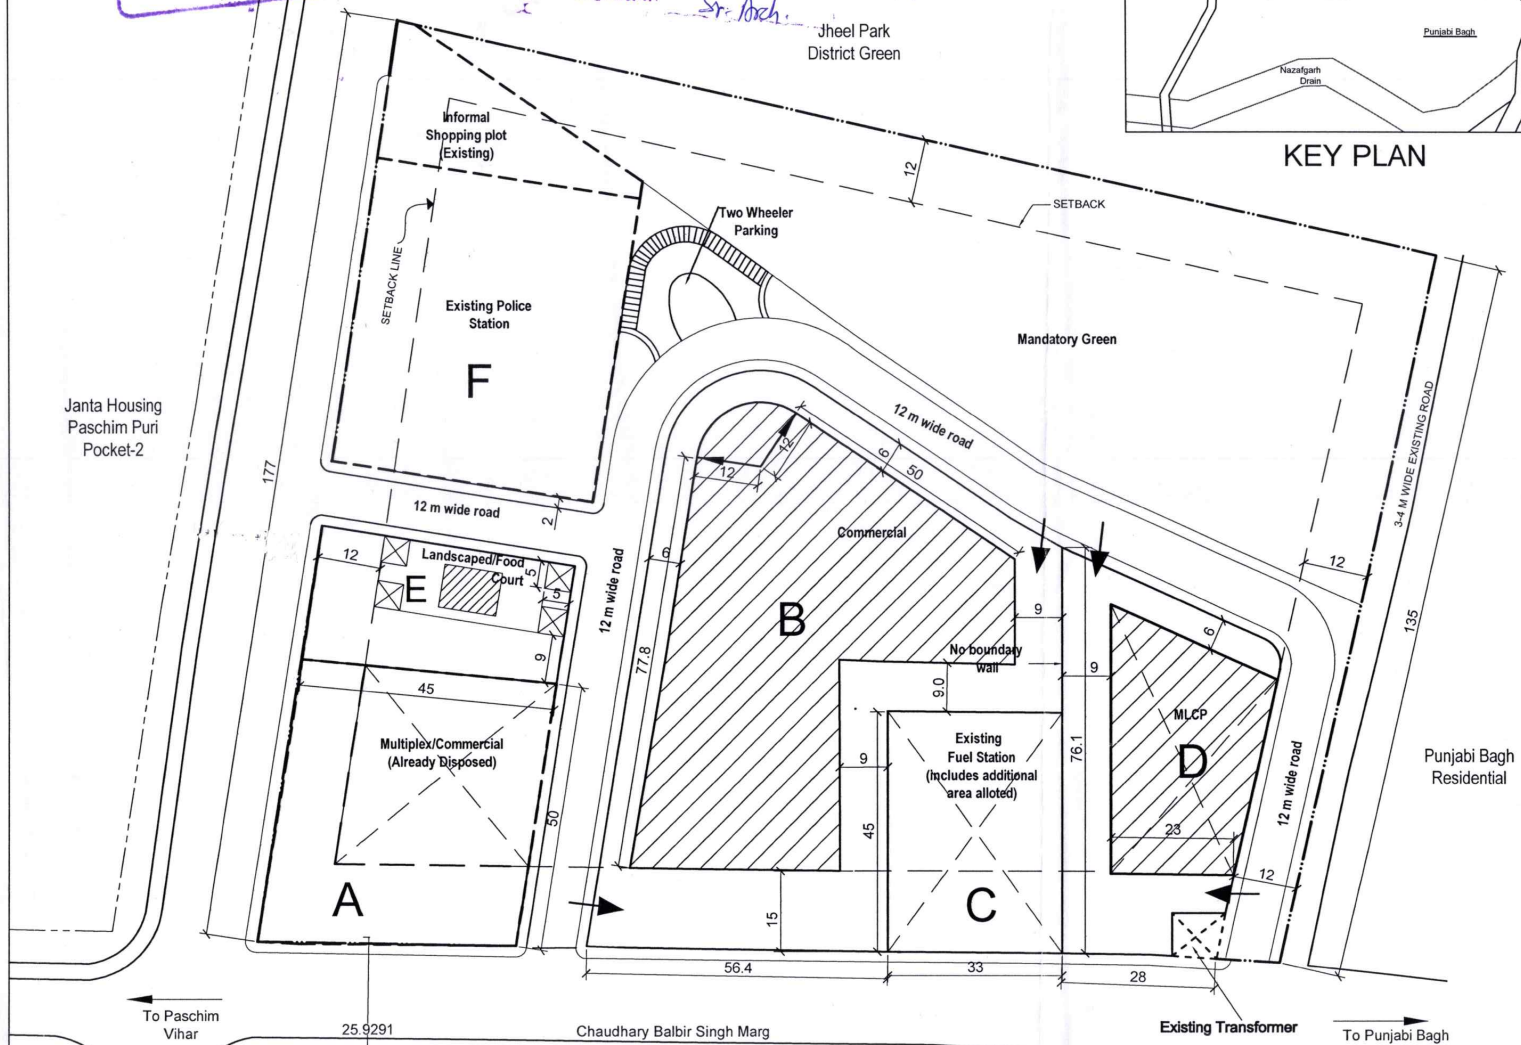 Sr. Arch.
Jheel Park
District Green
Punjabi Bagh
Nazafgarh
Drain
KEY PLAN
Informal
Shopping plot
(Existing)
12
SETBACK
Two Wheeler
Parking
SETBACK LINE
Existing Police
Station
F
Mandatory Green
3-4 M WIDE EXISTING ROAD
Janta Housing
Paschim Puri
Pocket-2
177
12 m wide road
12
12
6
50
12 m wide road
2
Commercial
12
Landscaped/Food
Court
5
5
E
12 m wide road
6
B
9
6
12
135
No boundary
wall
9
9
45
77.8
9.0
MLCP
D
Multiplex/Commercial
(Already Disposed)
Existing
Fuel Station
(Includes additional
area alloted)
9
76.1
12 m wide road
Punjabi Bagh
Residential
50
45
23
12
A
15
C
56.4
33
28
To Paschim
Vihar
25.9291
Chaudhary Balbir Singh Marg
Existing Transformer
To Punjabi Bagh